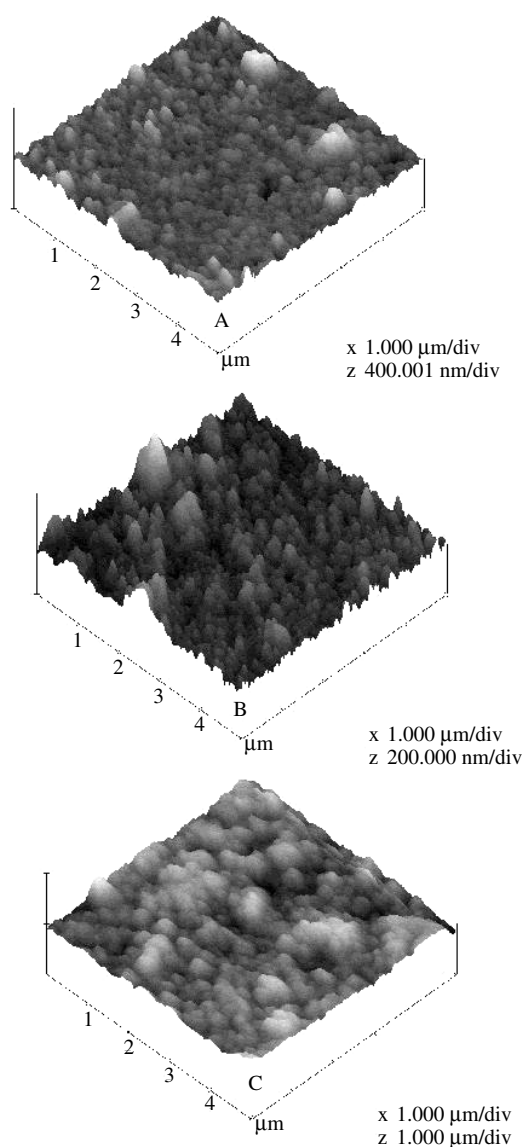 1
2
3
4
A
μm
x 1.000 μm/div
z 400.001 nm/div
1
2
3
4
B
μm
x 1.000 μm/div
z 200.000 nm/div
1
2
3
4
C
μm
x 1.000 μm/div
z 1.000 μm/div